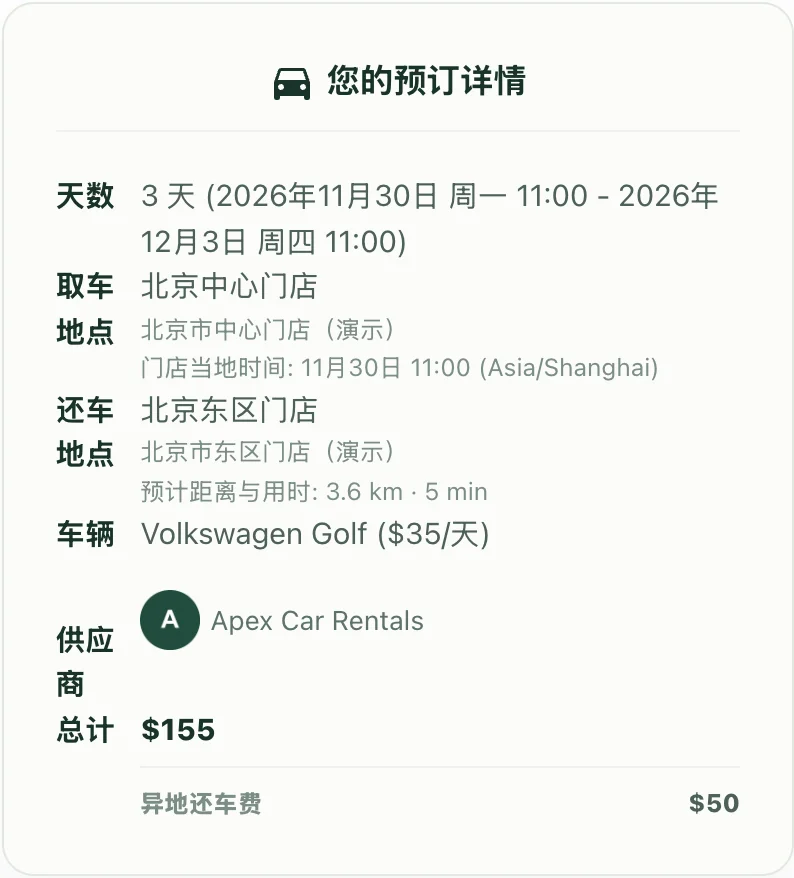 您的预订详情
天数 3 天 (2026年11月30日 周一 11:00 - 2026年
12月3日 周四 11:00)
取车 北京中心门店
地点 北京市中心门店（演示）
门店当地时间: 11月30日 11:00 (Asia/Shanghai)
还车 北京东区门店
地点 北京市东区门店（演示）
预计距离与用时: 3.6 km · 5 min
车辆 Volkswagen Golf ($35/天)
A Apex Car Rentals
供应
商
总计 $155
异地还车费 $50